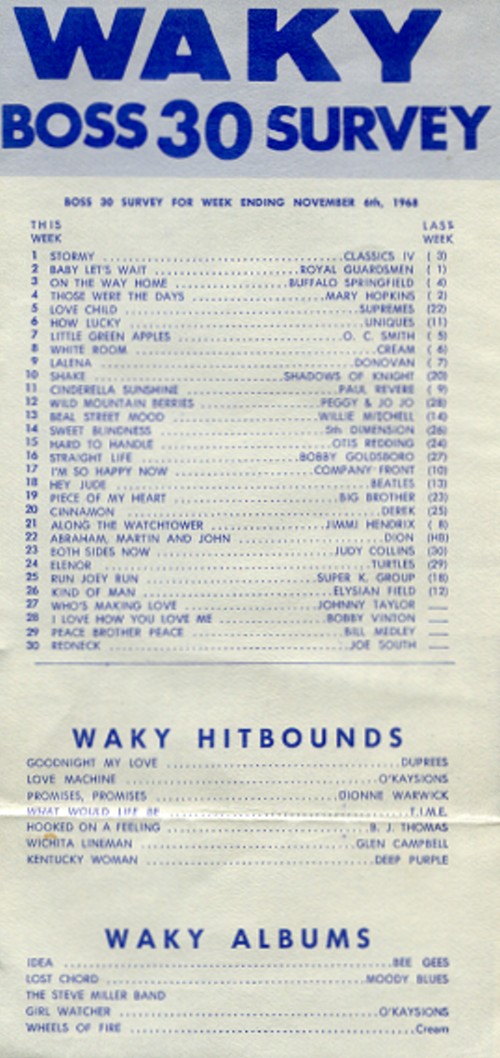 WAKY
BOSS 30 SURVEY
BOSS 30 SURVEY FOR WEEK ENDING NOVEMBER 6th, 1968
THIS LAST
WEEK WEEK
1 STORMY CLASSICS IV ( 3)
2 BABY LET'S WAIT ROYAL GUARDSMEN ( 1)
3 ON THE WAY HOME BUFFALO SPRINGFIELD ( 4)
4 THOSE WERE THE DAYS MARY HOPKINS ( 2)
5 LOVE CHILD SUPREMES (22)
6 HOW LUCKY UNIQUES (11)
7 LITTLE GREEN APPLES O. C. SMITH ( 5)
8 WHITE ROOM CREAM ( 6)
9 LALENA DONOVAN ( 7)
10 SHAKE SHADOWS OF KNIGHT (20)
11 CINDERELLA SUNSHINE PAUL REVERE ( 9)
12 WILD MOUNTAIN BERRIES PEGGY & JO JO (28)
13 BEAL STREET MOOD WILLIE MITCHELL (14)
14 SWEET BLINDNESS 5th DIMENSION (26)
15 HARD TO HANDLE OTIS REDDING (24)
16 STRAIGHT LIFE BOBBY GOLDSBORO (27)
17 I'M SO HAPPY NOW COMPANY FRONT (10)
18 HEY JUDE BEATLES (13)
19 PIECE OF MY HEART BIG BROTHER (23)
20 CINNAMON DEREK (25)
21 ALONG THE WATCHTOWER JIMMI HENDRIX ( 8)
22 ABRAHAM, MARTIN AND JOHN DION (HB)
23 BOTH SIDES NOW JUDY COLLINS (30)
24 ELENOR TURTLES (29)
25 RUN JOEY RUN SUPER K. GROUP (18)
26 KIND OF MAN ELYSIAN FIELD (12)
27 WHO'S MAKING LOVE JOHNNY TAYLOR
28 I LOVE HOW YOU LOVE ME BOBBY VINTON
29 PEACE BROTHER PEACE BILL MEDLEY
30 REDNECK JOE SOUTH
WAKY HITBOUNDS
GOODNIGHT MY LOVE DUPREES
LOVE MACHINE O'KAYSIONS
PROMISES, PROMISES DIONNE WARWICK
WHAT WOULD LIFE BE T.I.M.E.
HOOKED ON A FEELING B. J. THOMAS
WICHITA LINEMAN GLEN CAMPBELL
KENTUCKY WOMAN DEEP PURPLE
WAKY ALBUMS
IDEA BEE GEES
LOST CHORD MOODY BLUES
THE STEVE MILLER BAND
GIRL WATCHER O'KAYSIONS
WHEELS OF FIRE Cream